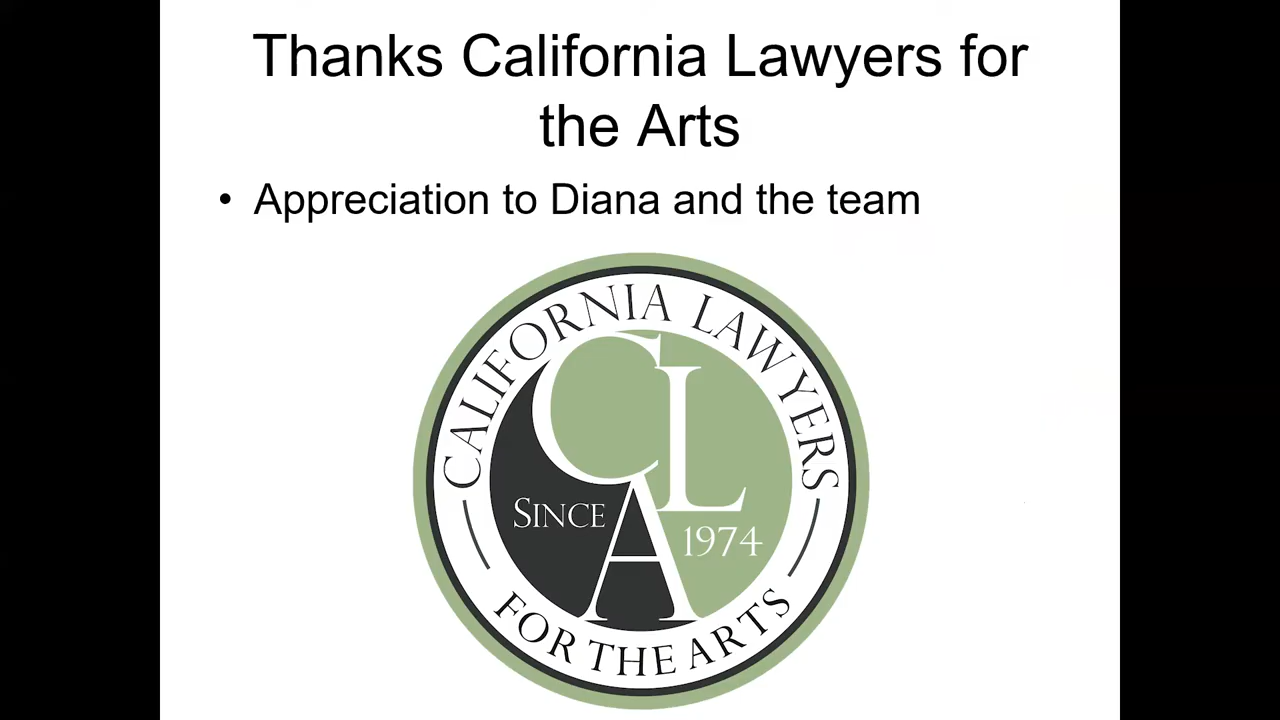 Thanks California Lawyers for
the Arts
• Appreciation to Diana and the team
CALIFORNIA LAWYERS
CLA
SINCE
1974
FOR THE ARTS